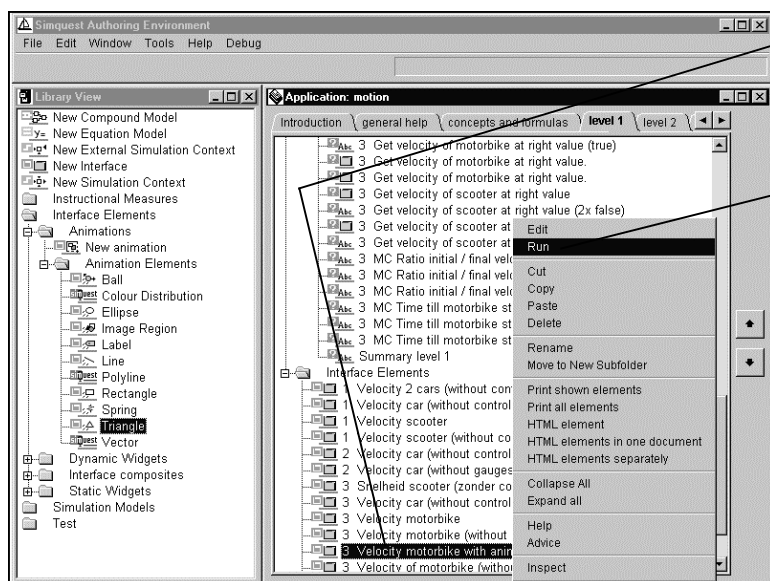 Simquest Authoring Environment
File Edit Window Tools Help Debug
Library View
New Compound Model
New Equation Model
New External Simulation Context
New Interface
New Simulation Context
Instructional Measures
Interface Elements
Animations
New animation
Animation Elements
Ball
Colour Distribution
Ellipse
Image Region
Label
Line
Polyline
Rectangle
Spring
Triangle
Vector
Dynamic Widgets
Interface composites
Static Widgets
Simulation Models
Test
Application: motion
Introduction general help concepts and formulas level 1 level 2
3 Get velocity of motorbike at right value (true)
3 Get velocity of motorbike at right value.
3 Get velocity of motorbike at right value.
3 Get velocity of scooter at right value
3 Get velocity of scooter at right value (2x false)
3 Get velocity of scooter at
3 Get velocity of scooter at
3 MC Ratio initial / final velo
3 MC Ratio initial / final velo
3 MC Ratio initial / final velo
3 MC Time till motorbike st
3 MC Time till motorbike st
3 MC Time till motorbike st
Summary level 1
Interface Elements
1 Velocity 2 cars (without con
1 Velocity car (without control
1 Velocity scooter
1 Velocity scooter (without co
2 Velocity car (without control
2 Velocity car (without gauges
3 Snelheid scooter (zonder co
3 Velocity car (without control
3 Velocity motorbike
3 Velocity motorbike (without
3 Velocity motorbike with anim
3 Velocity of motorbike (withou
Edit
Run
Cut
Copy
Paste
Delete
Rename
Move to New Subfolder
Print shown elements
Print all elements
HTML element
HTML elements in one document
HTML elements separately
Collapse All
Expand all
Help
Advice
Inspect